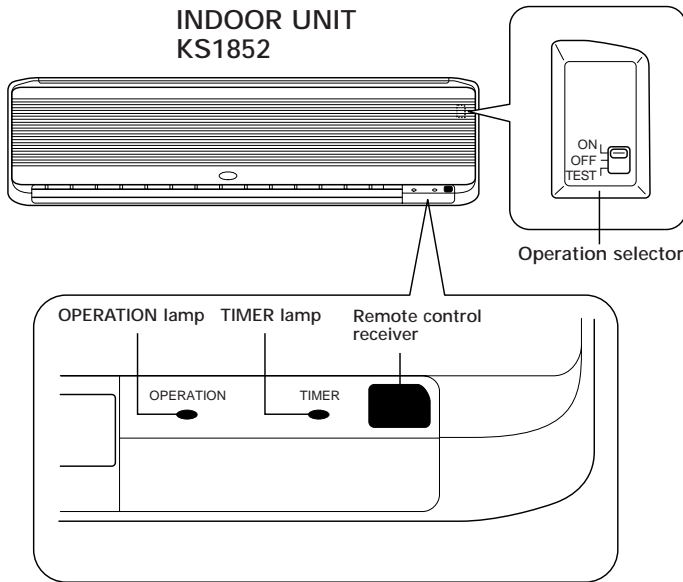 INDOOR UNIT
KS1852
ON
OFF
TEST
Operation selector
OPERATION lamp
TIMER lamp
Remote control
receiver
OPERATION
TIMER